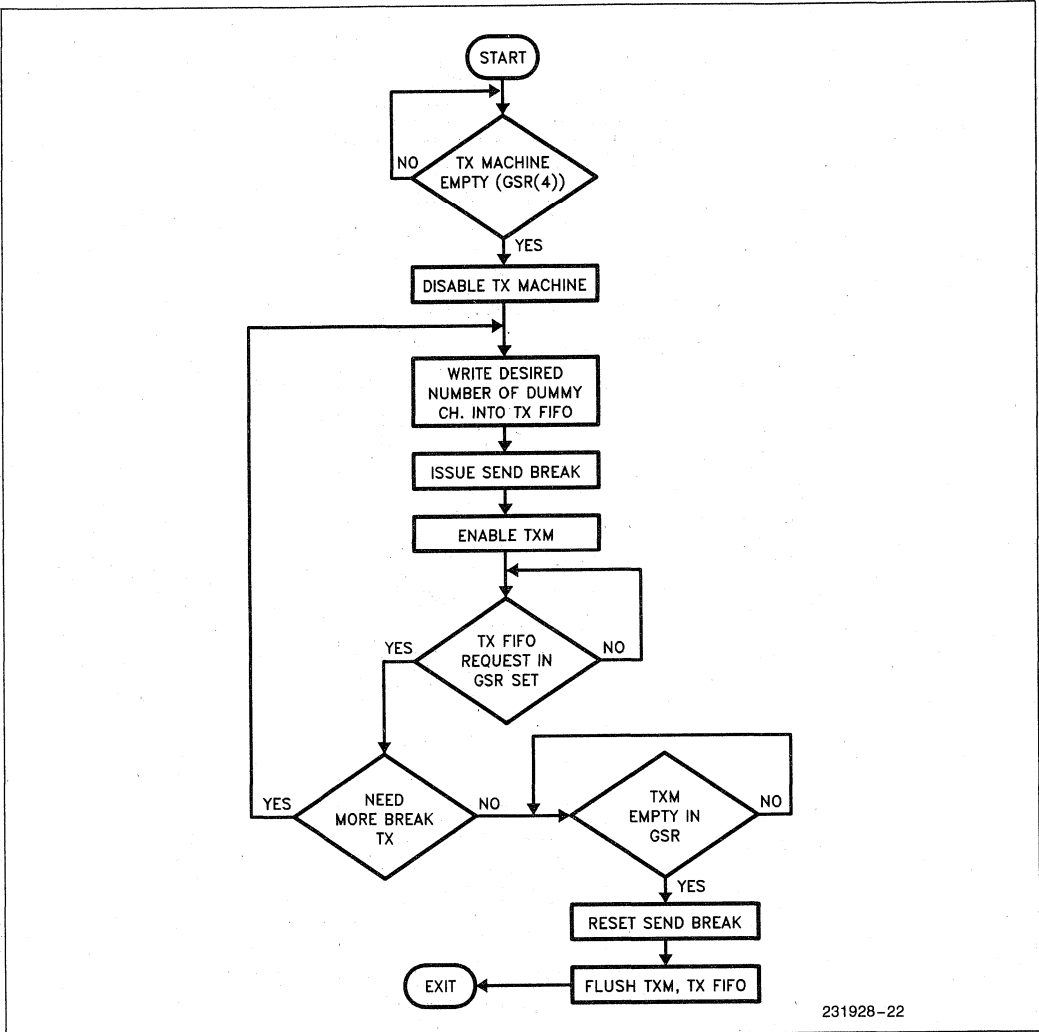 START
NO
TX MACHINE
EMPTY (GSR(4))
YES
DISABLE TX MACHINE
WRITE DESIRED
NUMBER OF DUMMY
CH. INTO TX FIFO
ISSUE SEND BREAK
ENABLE TXM
YES
TX FIFO
REQUEST IN
GSR SET
NO
YES
NEED
MORE BREAK
TX
NO
TXM
EMPTY IN
GSR
NO
YES
RESET SEND BREAK
EXIT
FLUSH TXM, TX FIFO
231928-22